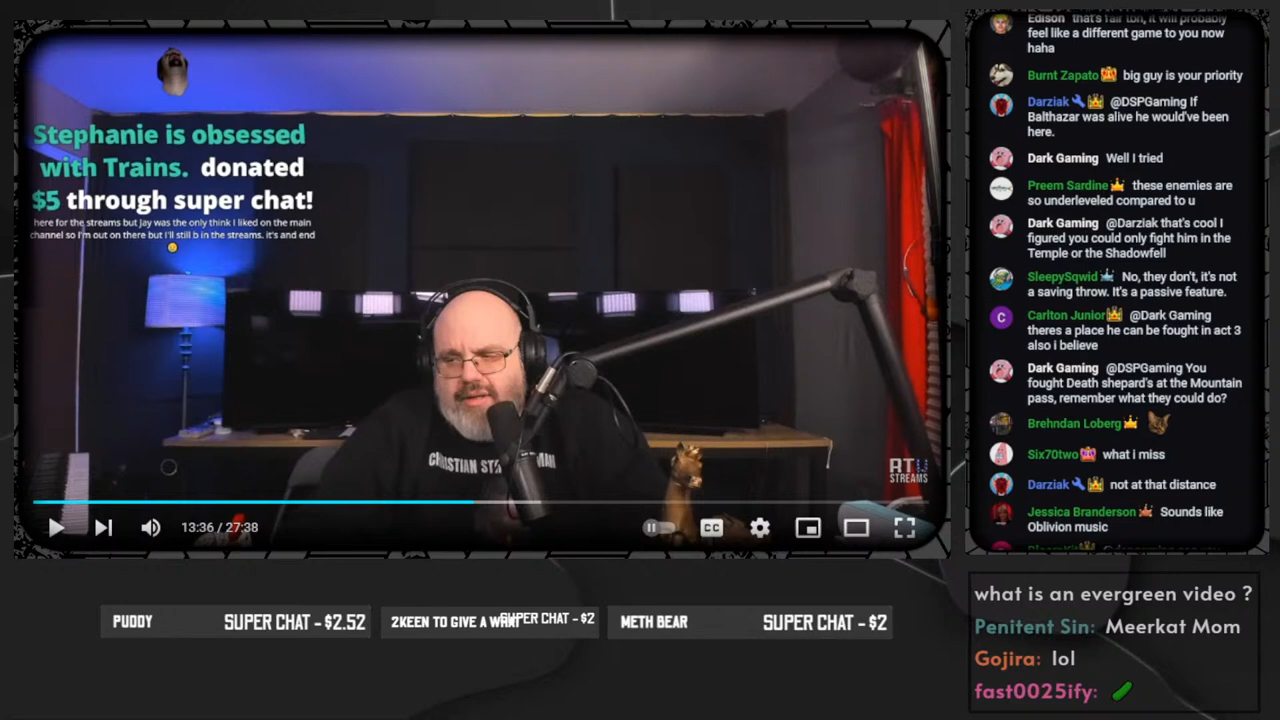 Stephanie is obsessed
with Trains. donated
$5 through super chat!
here for the streams but Jay was the only think I liked on the main
channel so I'm out on there but I'll still b in the streams. it's and end
RTU
STREAMS
13:36 / 27:38
CC
PUDDY SUPER CHAT - $2.52
2KEEN TO GIVE A SUPER CHAT - $2
METH BEAR SUPER CHAT - $2
Edison that's fair tbh, it will probably
feel like a different game to you now
haha
Burnt Zapato big guy is your priority
Darziak @DSPGaming If
Balthazar was alive he would've been
here.
Dark Gaming Well I tried
Preem Sardine these enemies are
so underleveled compared to u
Dark Gaming @Darziak that's cool I
figured you could only fight him in the
Temple or the Shadowfell
SleepySqwid No, they don't, it's not
a saving throw. It's a passive feature.
C
Carlton Junior @Dark Gaming
theres a place he can be fought in act 3
also i believe
Dark Gaming @DSPGaming You
fought Death shepard's at the Mountain
pass, remember what they could do?
Brehndan Loberg
Six70two what i miss
Darziak not at that distance
Jessica Branderson Sounds like
Oblivion music
what is an evergreen video ?
Penitent Sin: Meerkat Mom
Gojira: lol
fast0025ify: